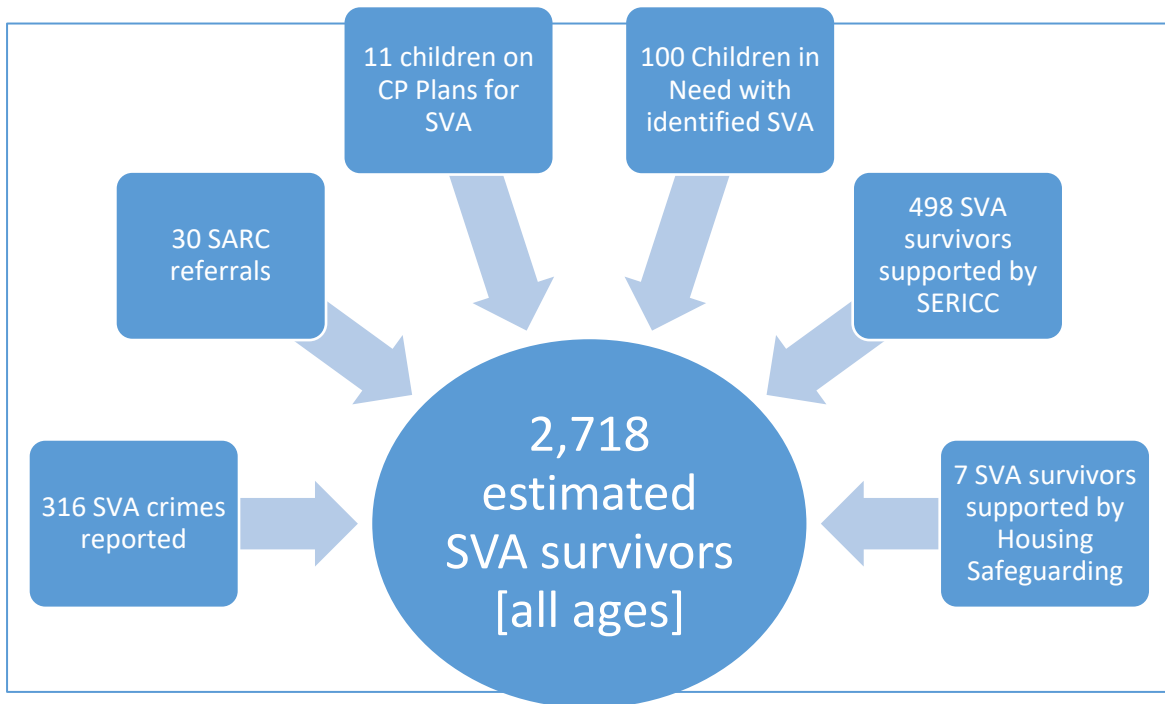 11 children on
CP Plans for
SVA
100 Children in
Need with
identified SVA
30 SARC
referrals
498 SVA
survivors
supported by
SERICC
316 SVA crimes
reported
7 SVA survivors
supported by
Housing
Safeguarding
2,718
estimated
SVA survivors
[all ages]